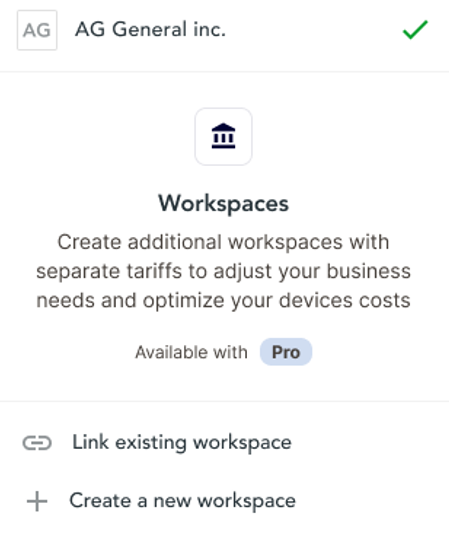 AG AG General inc.
Workspaces
Create additional workspaces with
separate tariffs to adjust your business
needs and optimize your devices costs
Available with Pro
Link existing workspace
Create a new workspace